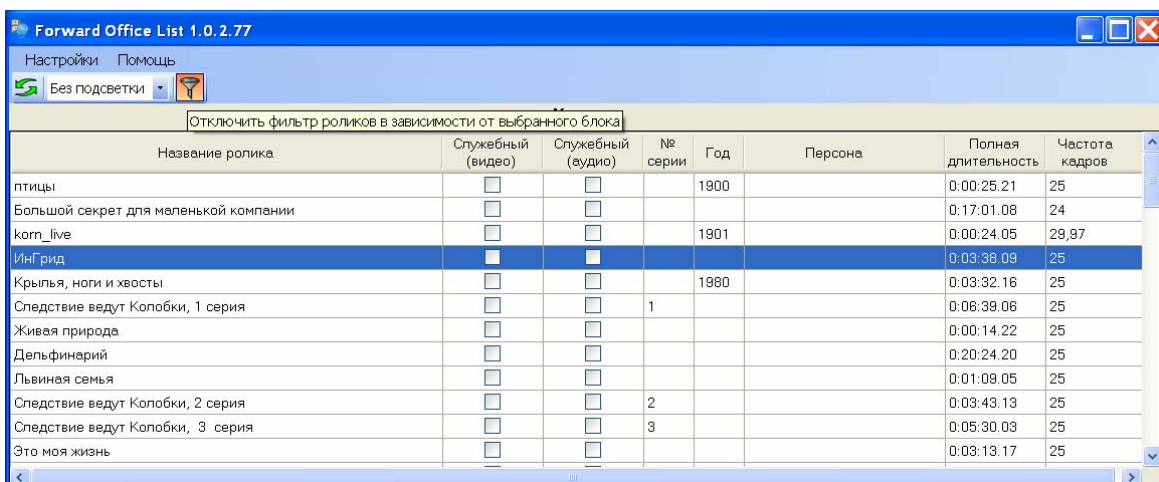 Forward Office List 1.0.2.77
Настройки Помощь
Без подсветки
Отключить фильтр роликов в зависимости от выбранного блока
Название ролика Служебный (видео) Служебный (аудио) № серии Год Персона Полная длительность Частота кадров
птицы 1900 0:00:25.21 25
Большой секрет для маленькой компании 0:17:01.08 24
korn_live 1901 0:00:24.05 29,97
ИнГрид 0:03:38.09 25
Крылья, ноги и хвосты 1980 0:03:32.16 25
Следствие ведут Колобки, 1 серия 1 0:06:39.06 25
Живая природа 0:00:14.22 25
Дельфинарий 0:20:24.20 25
Львиная семья 0:01:09.05 25
Следствие ведут Колобки, 2 серия 2 0:03:43.13 25
Следствие ведут Колобки, 3 серия 3 0:05:30.03 25
Это моя жизнь 0:03:13.17 25